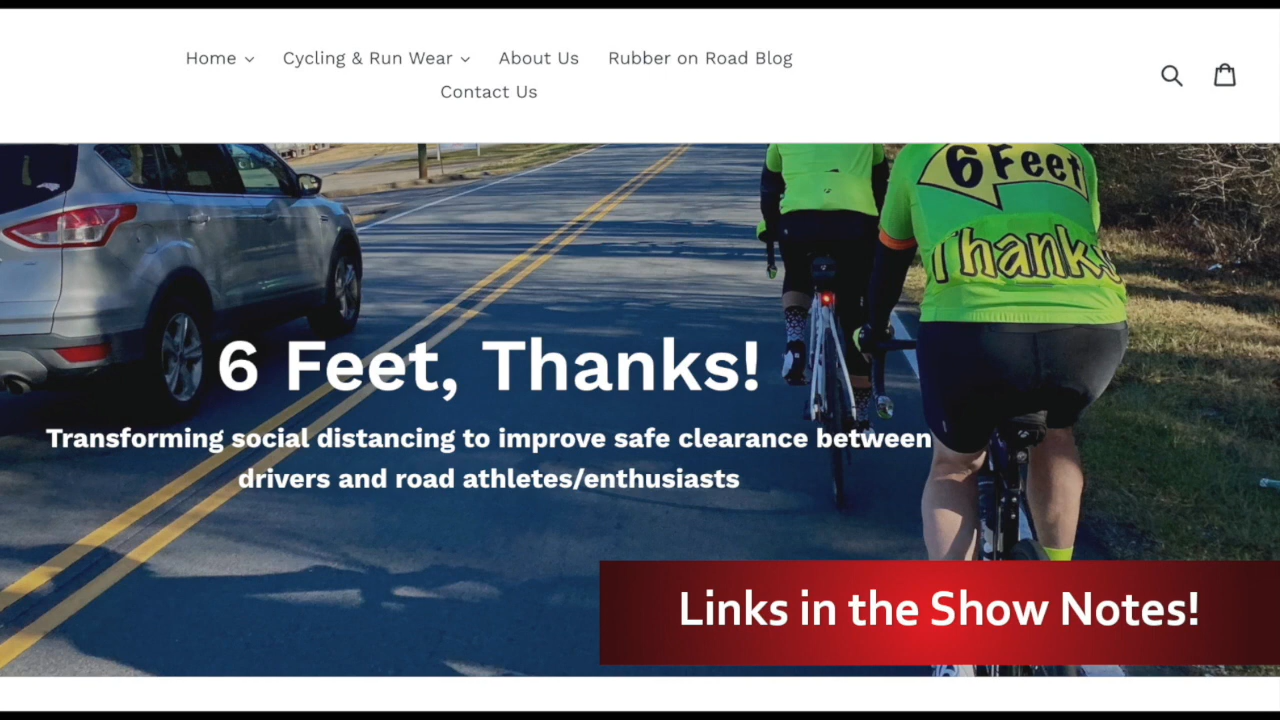 Home
Cycling & Run Wear
About Us
Rubber on Road Blog
Contact Us
6 Feet
Thanks
6 Feet, Thanks!
Transforming social distancing to improve safe clearance between
drivers and road athletes/enthusiasts
Links in the Show Notes!